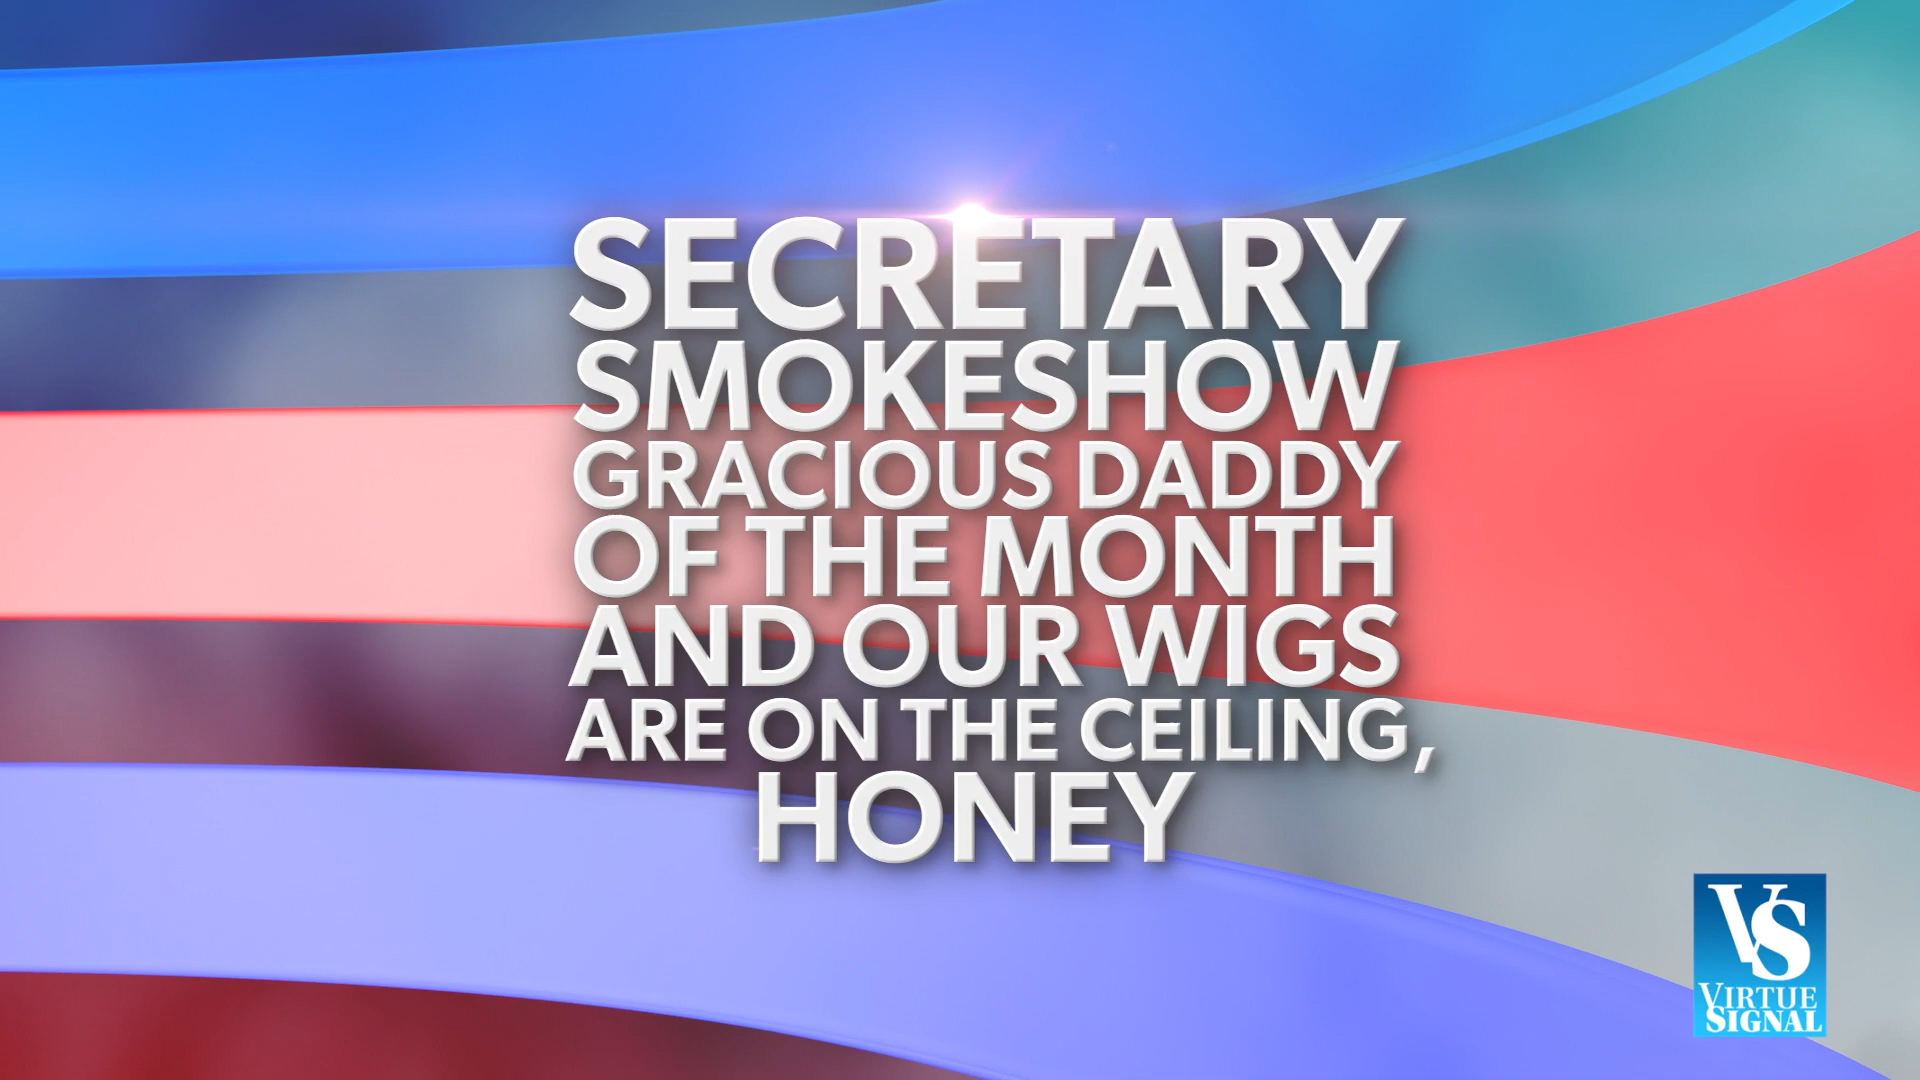 SECRETARY
SMOKESHOW
GRACIOUS DADDY
OF THE MONTH
AND OUR WIGS
ARE ON THE CEILING,
HONEY
VS
VIRTUE
SIGNAL